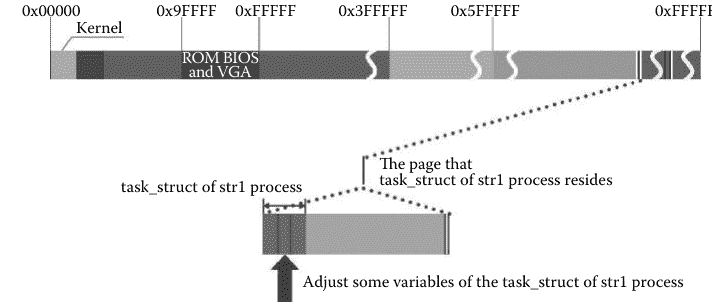 0x00000
0x9FFFF
0xFFFFF
0x3FFFFF
0x5FFFFF
0xFFFFF
Kernel
ROM BIOS
and VGA
The page that
task_struct of str1 process resides
task_struct of str1 process
Adjust some variables of the task_struct of str1 process